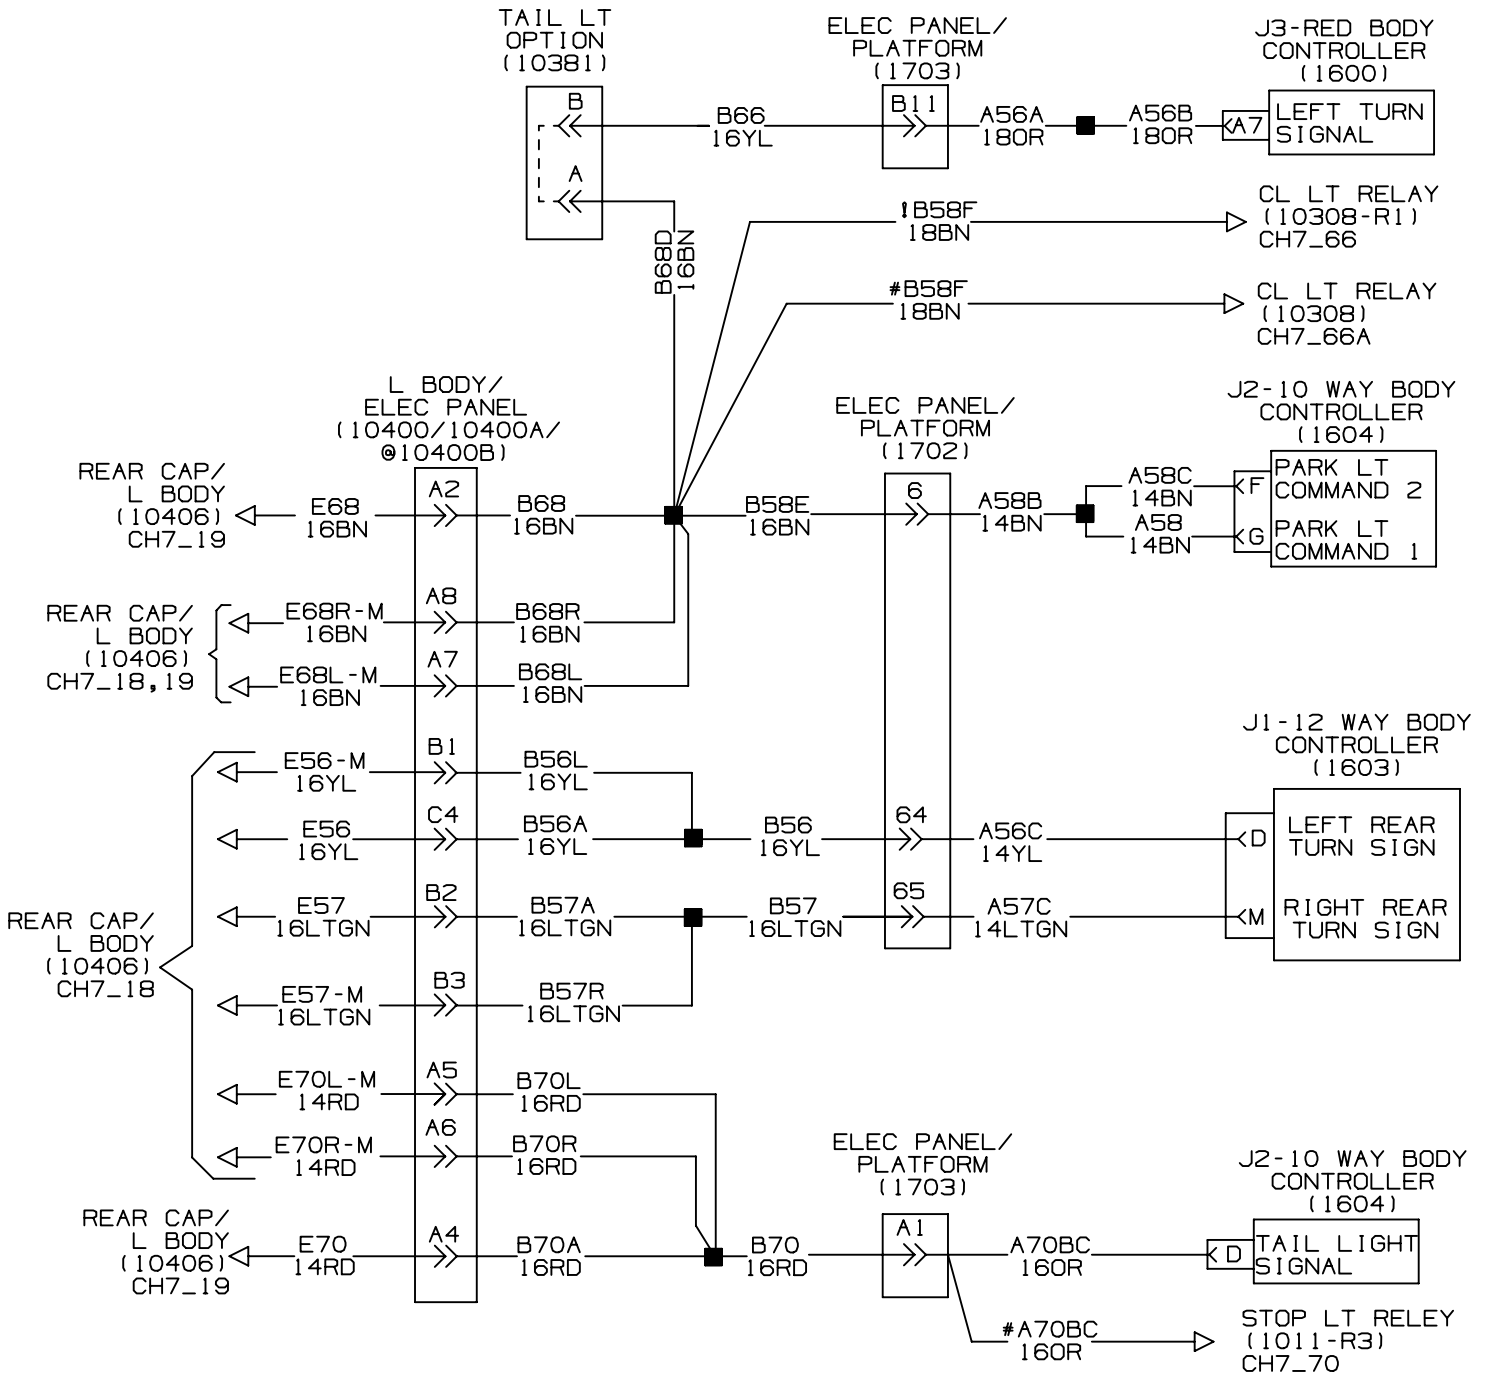 TAIL LT
OPTION
(10381)
B
A
ELEC PANEL/
PLATFORM
(1703)
B11
J3-RED BODY
CONTROLLER
(1600)
B66
16YL
A56A
18OR
A56B
18OR
A7
LEFT TURN
SIGNAL
B68D
16BN
!B58F
18BN
CL LT RELAY
(10308-R1)
CH7_66
#B58F
18BN
CL LT RELAY
(10308)
CH7_66A
L BODY/
ELEC PANEL
(10400/10400A/
@10400B)
ELEC PANEL/
PLATFORM
(1702)
J2-10 WAY BODY
CONTROLLER
(1604)
REAR CAP/
L BODY
(10406)
CH7_19
E68
16BN
A2
B68
16BN
B58E
16BN
6
A58B
14BN
A58C
14BN
F
PARK LT
COMMAND 2
A58
14BN
G
PARK LT
COMMAND 1
REAR CAP/
L BODY
(10406)
CH7_18,19
E68R-M
16BN
A8
B68R
16BN
E68L-M
16BN
A7
B68L
16BN
J1-12 WAY BODY
CONTROLLER
(1603)
E56-M
16YL
B1
B56L
16YL
E56
16YL
C4
B56A
16YL
B56
16YL
64
A56C
14YL
D
LEFT REAR
TURN SIGN
REAR CAP/
L BODY
(10406)
CH7_18
E57
16LTGN
B2
B57A
16LTGN
B57
16LTGN
65
A57C
14LTGN
M
RIGHT REAR
TURN SIGN
E57-M
16LTGN
B3
B57R
16LTGN
E70L-M
14RD
A5
B70L
16RD
E70R-M
14RD
A6
B70R
16RD
ELEC PANEL/
PLATFORM
(1703)
J2-10 WAY BODY
CONTROLLER
(1604)
REAR CAP/
L BODY
(10406)
CH7_19
E70
14RD
A4
B70A
16RD
B70
16RD
A1
A70BC
16OR
D
TAIL LIGHT
SIGNAL
#A70BC
16OR
STOP LT RELEY
(1011-R3)
CH7_70